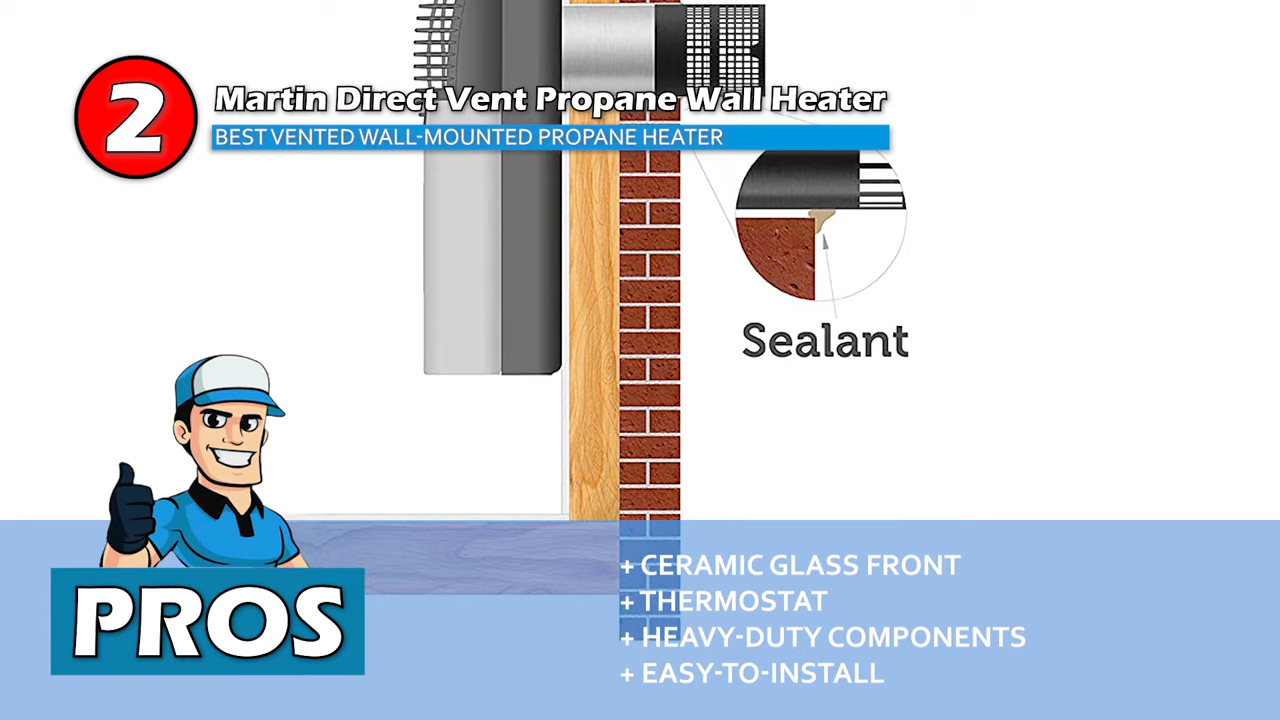 2
Martin Direct Vent Propane Wall Heater
BEST VENTED WALL-MOUNTED PROPANE HEATER
Sealant
PROS
+ CERAMIC GLASS FRONT
+ THERMOSTAT
+ HEAVY-DUTY COMPONENTS
+ EASY-TO-INSTALL